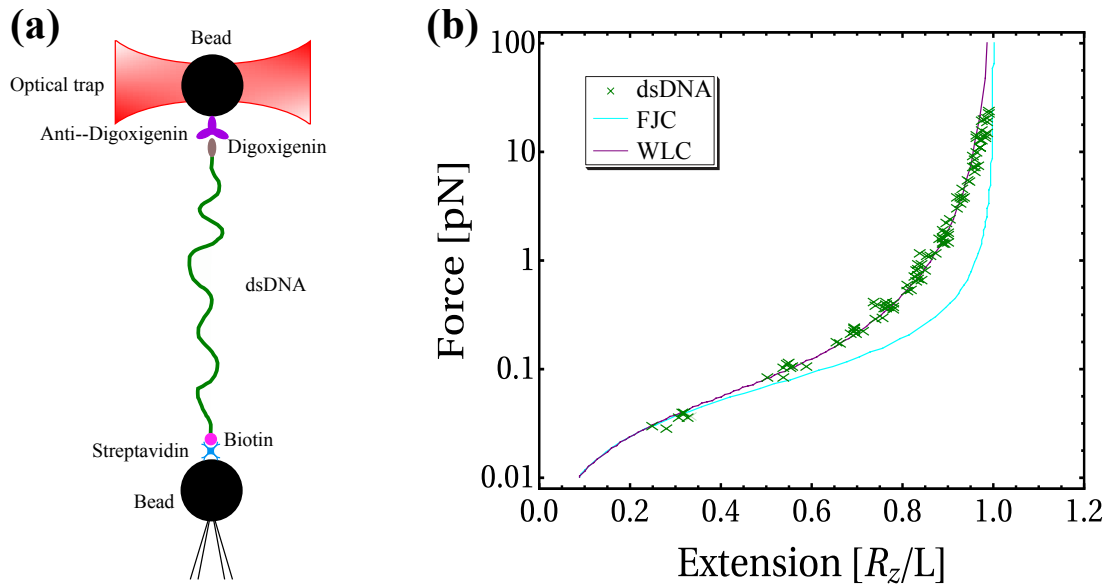 (a)
Bead
Optical trap
Anti--Digoxigenin
Digoxigenin
dsDNA
Biotin
Streptavidin
Bead
(b)
100
10
1
0.1
0.01
Force [pN]
dsDNA
FJC
WLC
0.0
0.2
0.4
0.6
0.8
1.0
1.2
Extension [R_z/L]